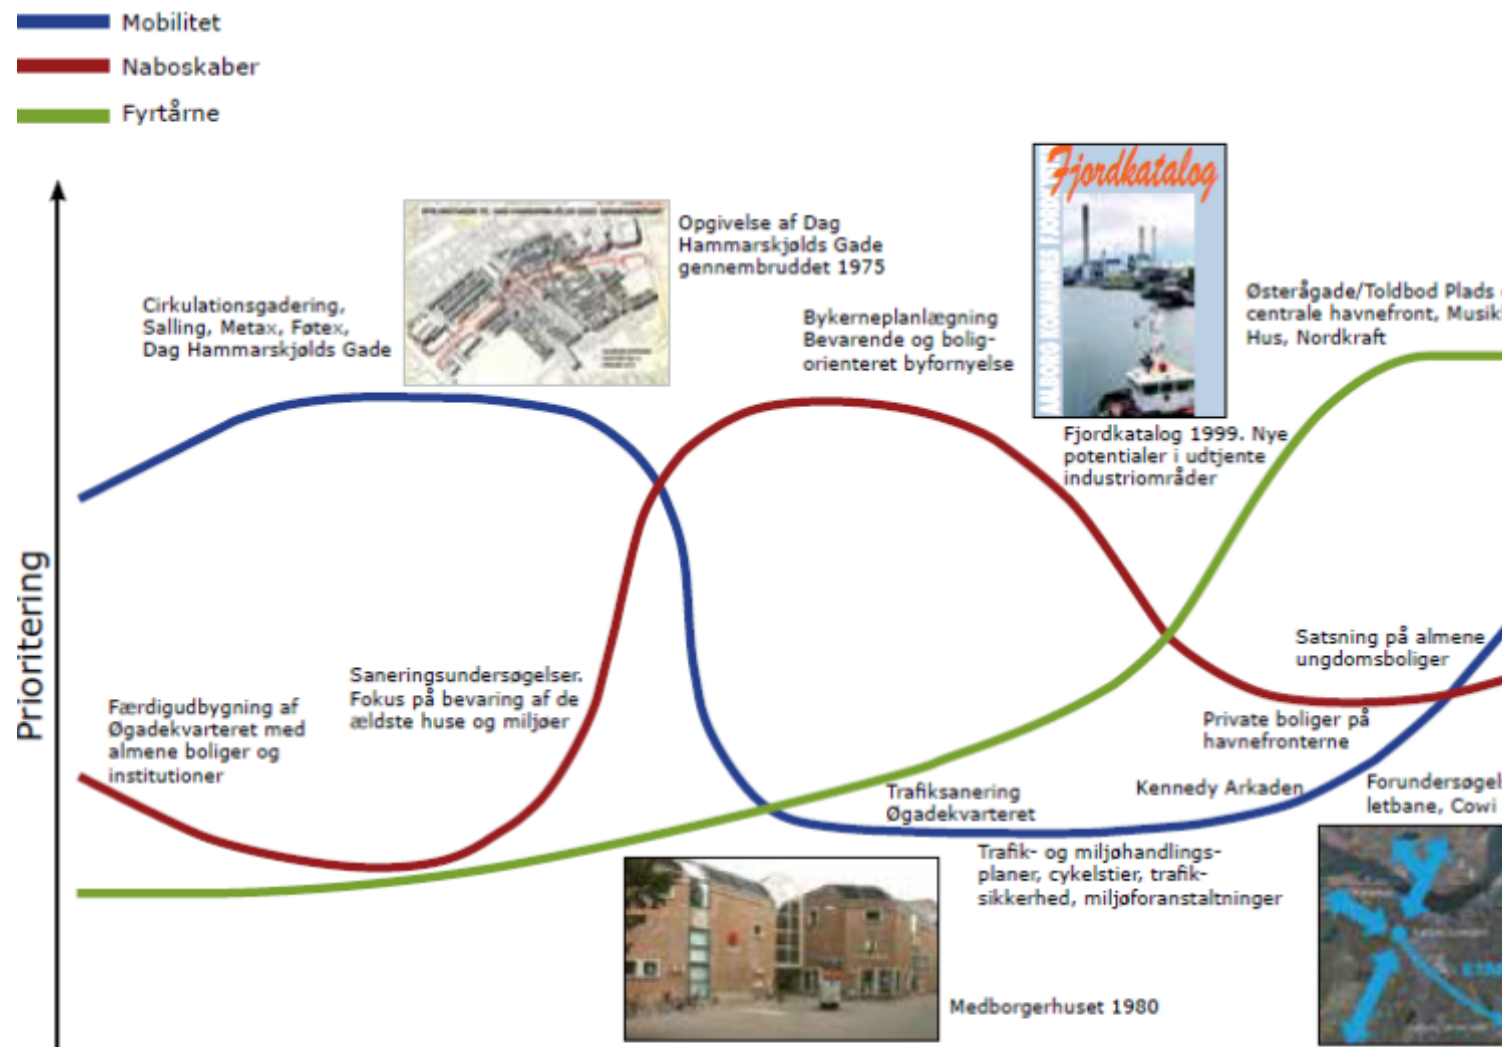 Mobilitet
Naboskaber
Fyrtårne
Prioritering
Cirkulationsgadering,
Salling, Metax, Føtex,
Dag Hammarskjølds Gade
Opgivelse af Dag
Hammarskjølds Gade
gennembruddet 1975
Bykerneplanlægning
Bevarende og bolig-
orienteret byfornyelse
Fjordkatalog
AALBORG KOMMUNES
Fjordkatalog 1999. Nye
potentialer i udtjente
industriområder
Østerågade/Toldbod Plads
centrale havnefront,
Hus, Nordkraft
Færdigudbygning af
Øgadekvarteret med
almene boliger og
institutioner
Saneringsundersøgelser.
Fokus på bevaring af de
ældste huse og miljøer
Satsning på almene
ungdomsboliger
Private boliger på
havnefronterne
Trafiksanering
Øgadekvarteret
Kennedy Arkaden
letbane, Cowi
Trafik- og miljøhandlings-
planer, cykelstier, trafik-
sikkerhed, miljøforanstaltninger
Medborgerhuset 1980